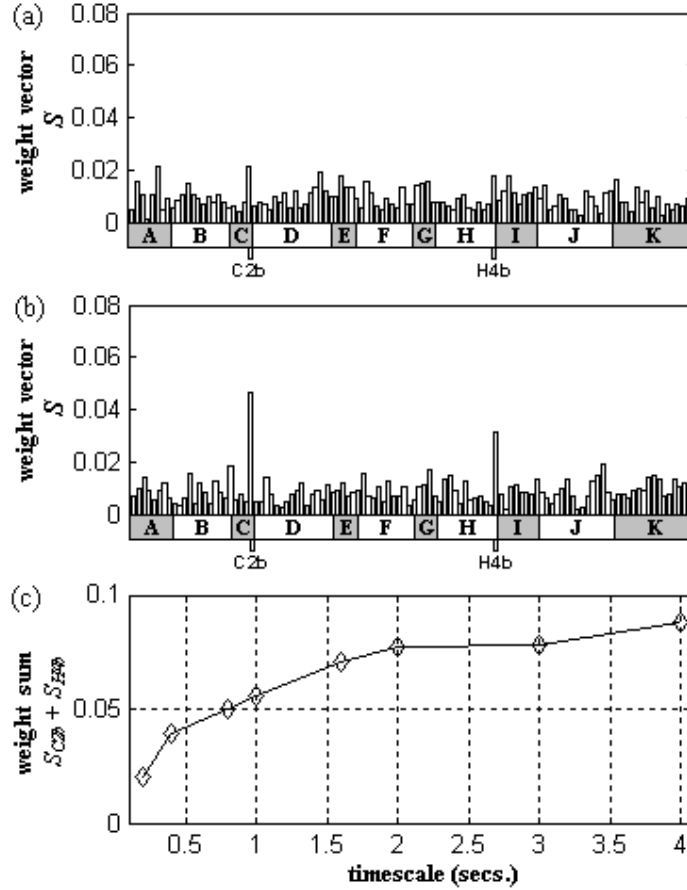 (a)
0.08
0.06
0.04
0.02
0
weight vector
S
A B C D E F G H I J K
C2b H4b
(b)
0.08
0.06
0.04
0.02
0
weight vector
S
A B C D E F G H I J K
C2b H4b
(c)
0.1
0.05
0
weight sum
S_C2b + S_H4b
0.5 1 1.5 2 2.5 3 3.5 4
timescale (secs.)